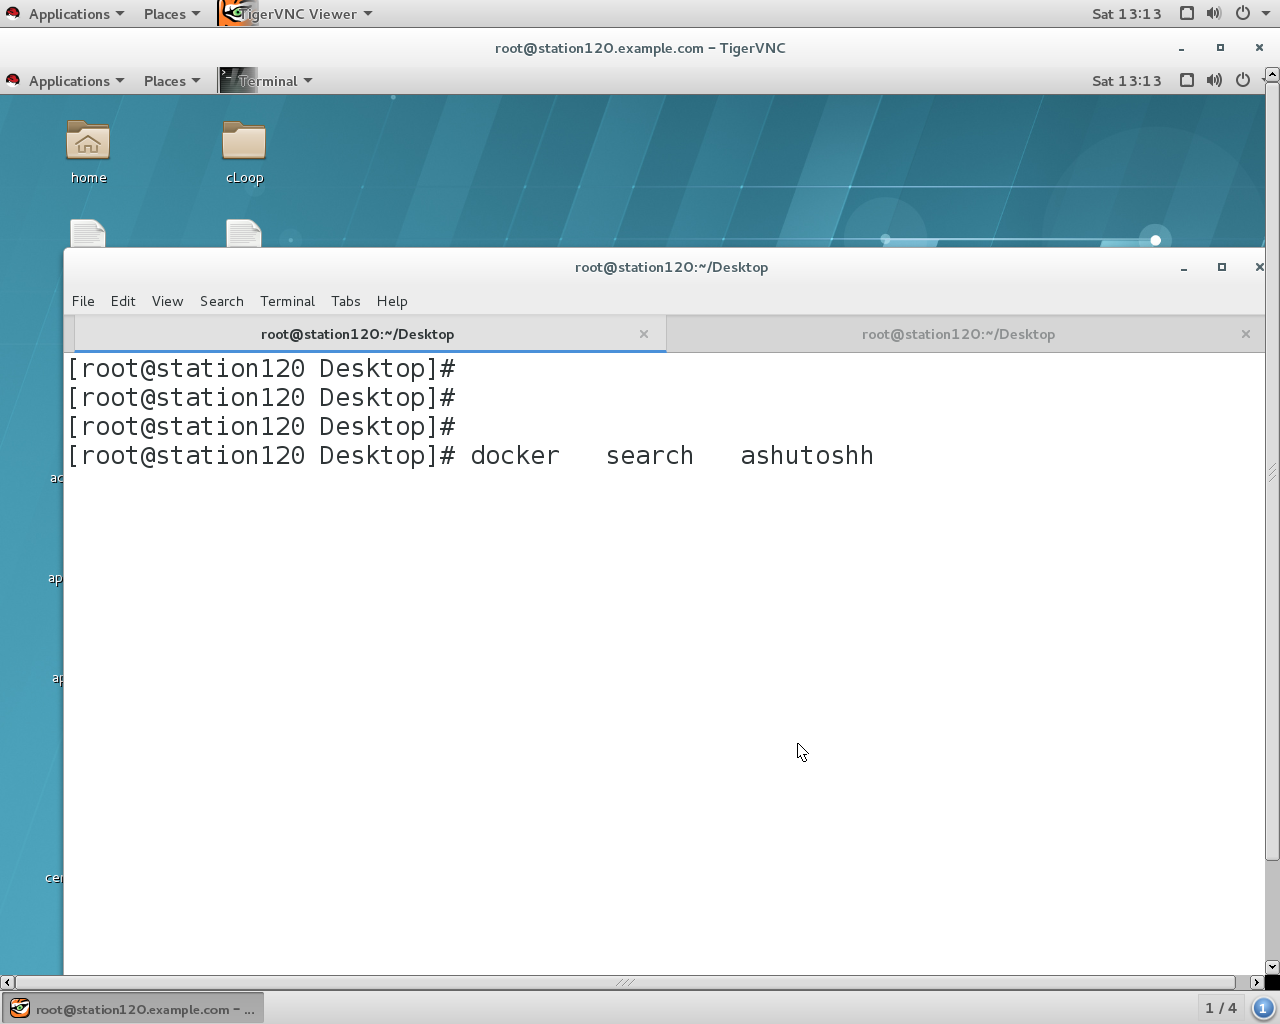 Applications Places TigerVNC Viewer Sat 13:13
root@station120.example.com - TigerVNC
Applications Places Terminal Sat 13:13
home cLoop
root@station120:~/Desktop
File Edit View Search Terminal Tabs Help
root@station120:~/Desktop root@station120:~/Desktop
[root@station120 Desktop]#
[root@station120 Desktop]#
[root@station120 Desktop]#
[root@station120 Desktop]# docker   search   ashutoshh
ac
ap
ap
cer
root@station120.example.com - ... 1 / 4 1